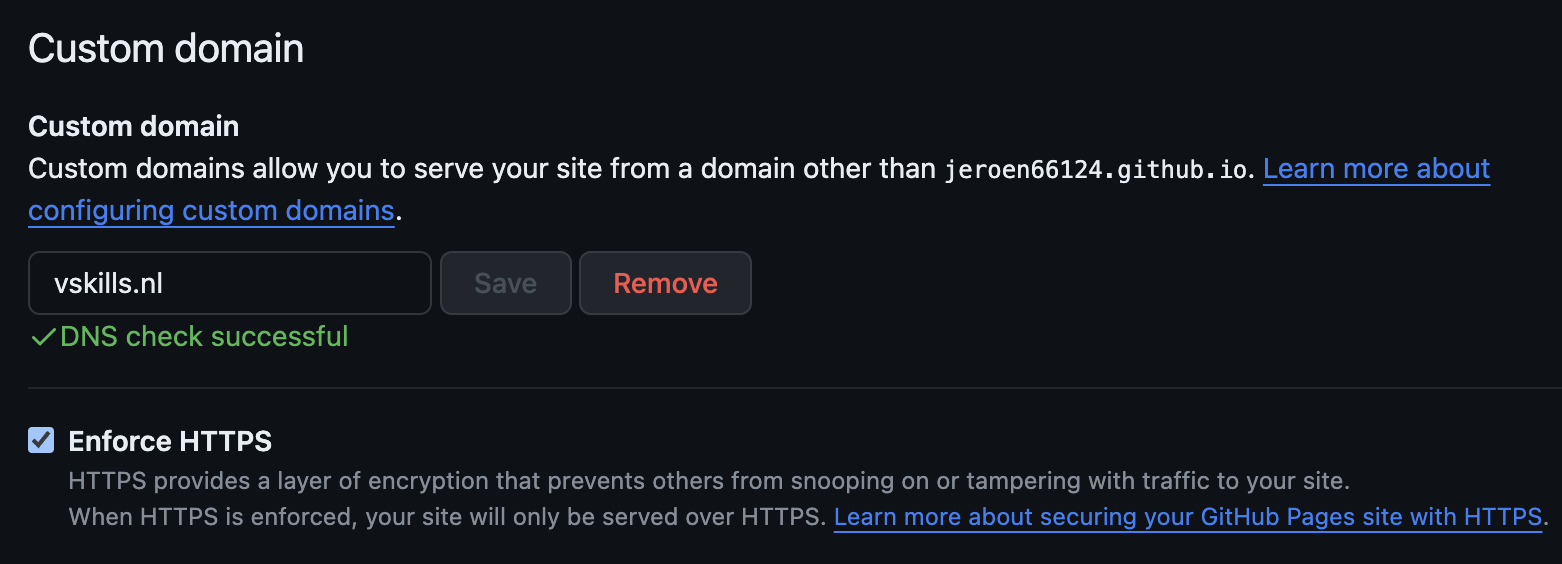 Custom domain
Custom domain
Custom domains allow you to serve your site from a domain other than jeroen66124.github.io. Learn more about
configuring custom domains.
vskills.nl Save Remove
DNS check successful
Enforce HTTPS
HTTPS provides a layer of encryption that prevents others from snooping on or tampering with traffic to your site.
When HTTPS is enforced, your site will only be served over HTTPS. Learn more about securing your GitHub Pages site with HTTPS.